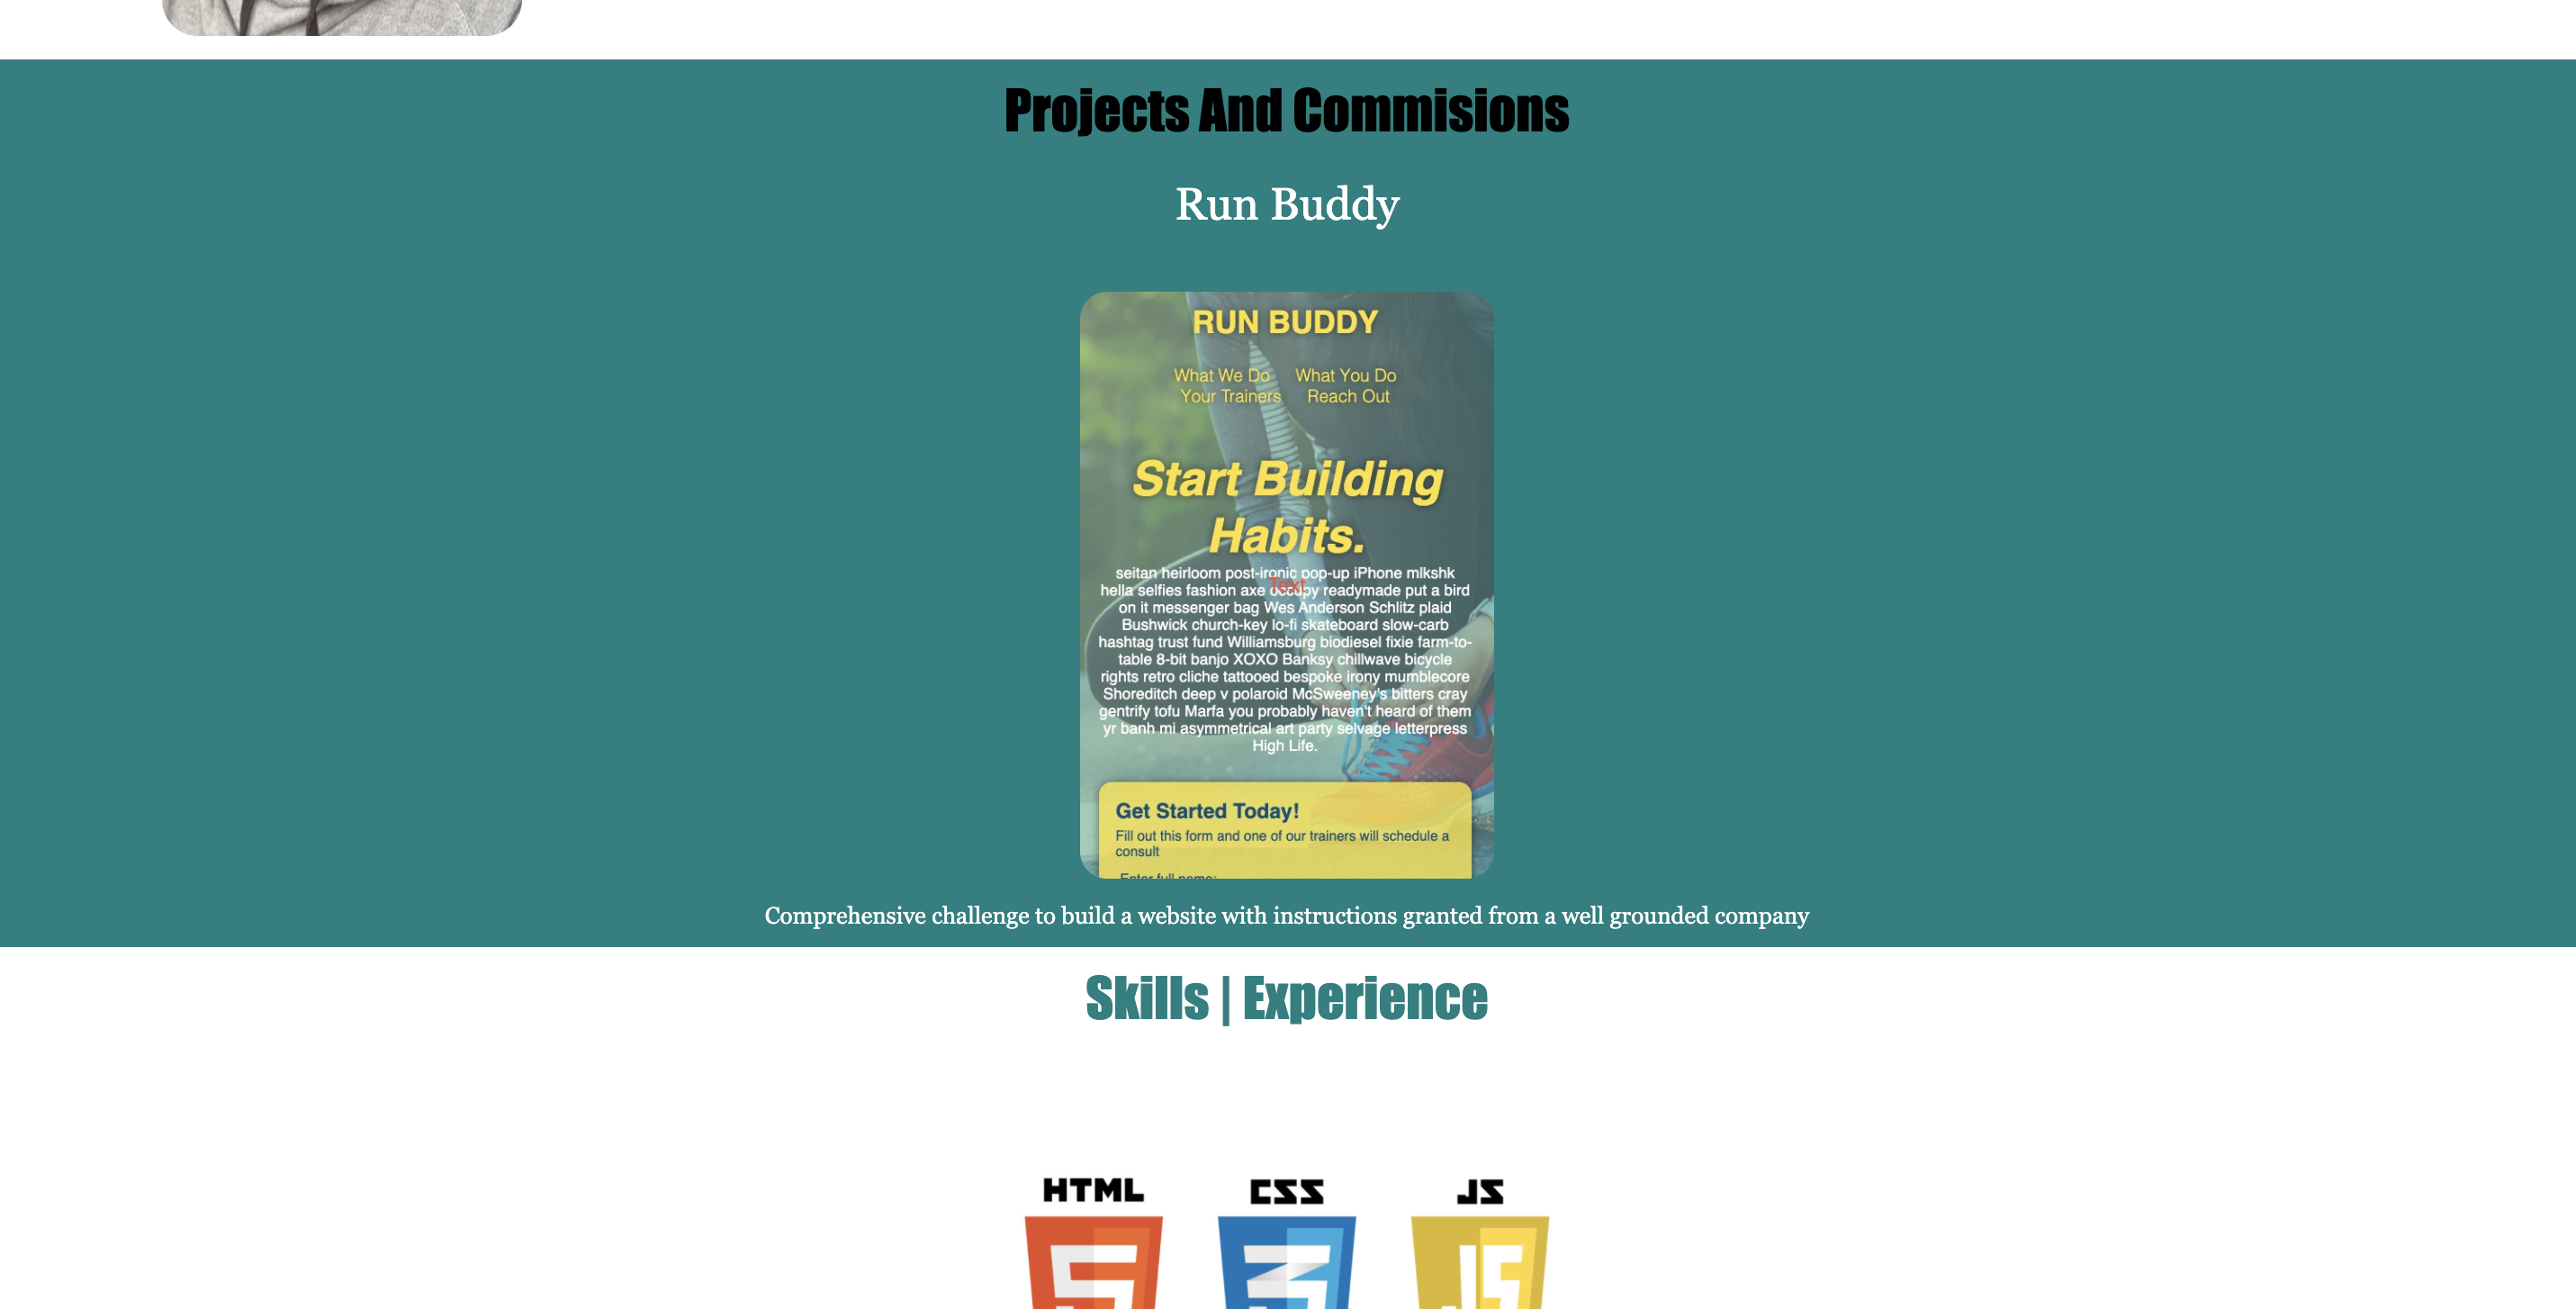 Projects And Commisions
Run Buddy
RUN BUDDY
What We Do What You Do
Your Trainers Reach Out
Start Building
Habits.
seitan heirloom post-ironic pop-up iPhone mlkshk
Text
hella selfies fashion axe occupy readymade put a bird
on it messenger bag Wes Anderson Schlitz plaid
Bushwick church-key lo-fi skateboard slow-carb
hashtag trust fund Williamsburg biodiesel fixie farm-to-
table 8-bit banjo XOXO Banksy chillwave bicycle
rights retro cliche tattooed bespoke irony mumblecore
Shoreditch deep v polaroid McSweeney's bitters cray
gentrify tofu Marfa you probably haven't heard of them
yr banh mi asymmetrical art party selvage letterpress
High Life.
Get Started Today!
Fill out this form and one of our trainers will schedule a
consult
Enter full name:
Comprehensive challenge to build a website with instructions granted from a well grounded company
Skills | Experience
HTML CSS JS
JS